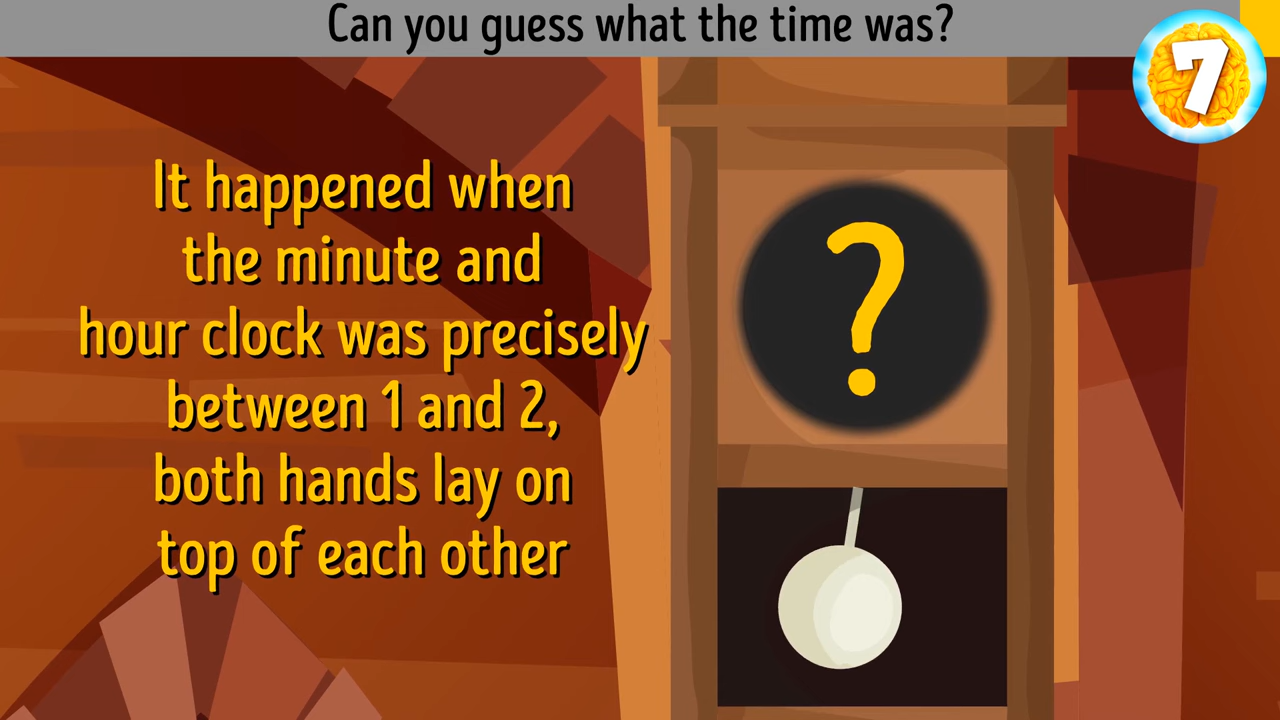 Can you guess what the time was?
7
It happened when
the minute and
hour clock was precisely
between 1 and 2,
both hands lay on
top of each other
?